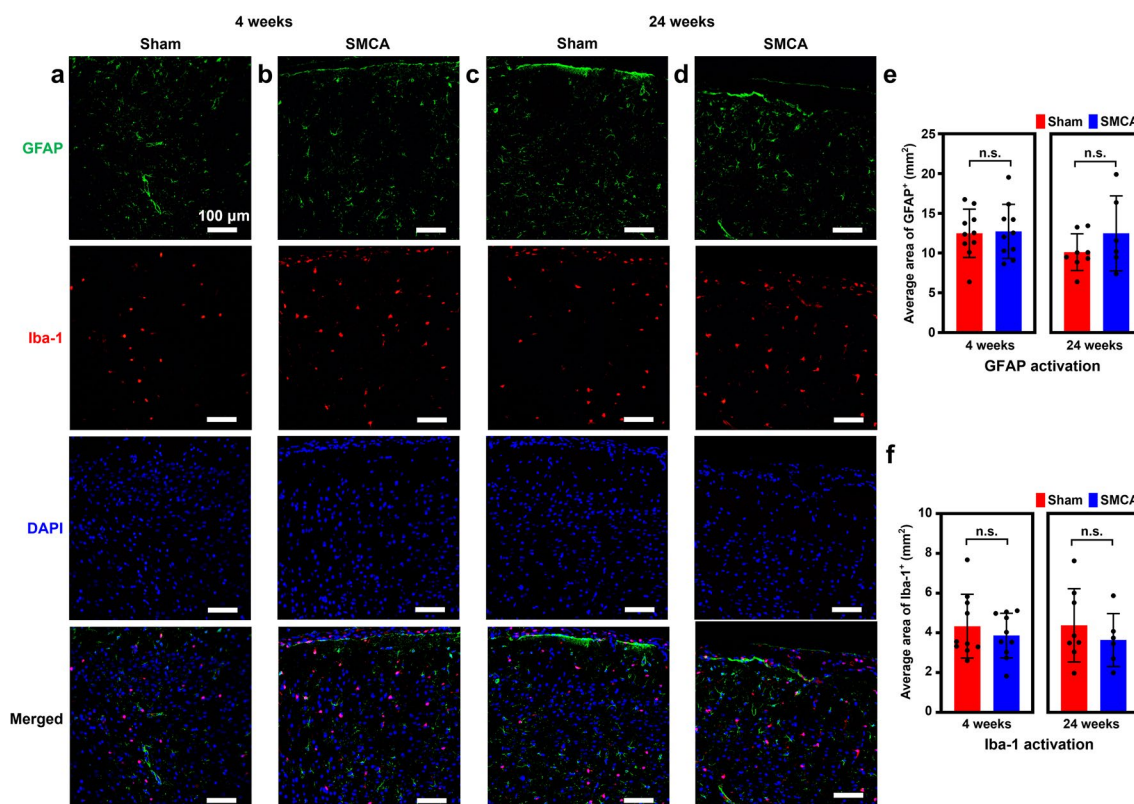 4 weeks
24 weeks
Sham
SMCA
Sham
SMCA
a
b
c
d
GFAP
100 µm
Iba-1
DAPI
Merged
e
Sham SMCA
Average area of GFAP⁺ (mm²)
25
20
15
10
5
0
n.s.
n.s.
4 weeks
24 weeks
GFAP activation
f
Sham SMCA
Average area of Iba-1⁺ (mm²)
10
8
6
4
2
0
n.s.
n.s.
4 weeks
24 weeks
Iba-1 activation